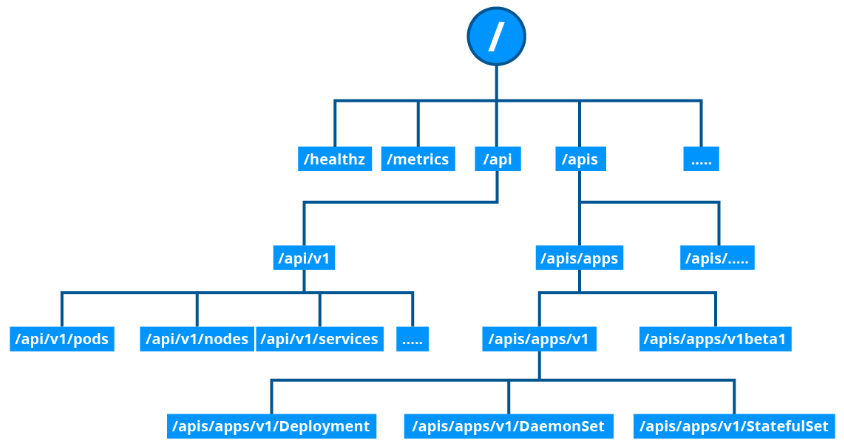 /
/healthz
/metrics
/api
/apis
.....
/api/v1
/apis/apps
/apis/.....
/api/v1/pods
/api/v1/nodes
/api/v1/services
.....
/apis/apps/v1
/apis/apps/v1beta1
/apis/apps/v1/Deployment
/apis/apps/v1/DaemonSet
/apis/apps/v1/StatefulSet